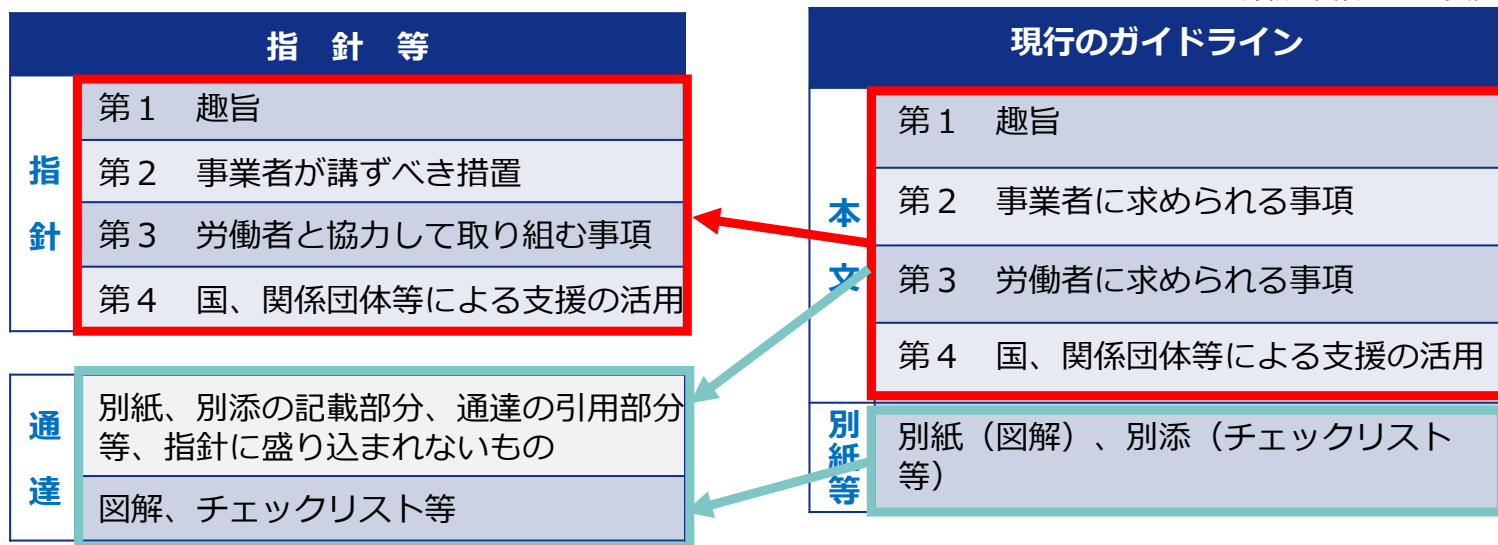 指 針 等
指針
第１ 趣旨
第２ 事業者が講ずべき措置
第３ 労働者と協力して取り組む事項
第４ 国、関係団体等による支援の活用
通達
別紙、別添の記載部分、通達の引用部分
等、指針に盛り込まれないもの
図解、チェックリスト等
現行のガイドライン
本文
第１ 趣旨
第２ 事業者に求められる事項
第３ 労働者に求められる事項
第４ 国、関係団体等による支援の活用
別紙等
別紙（図解）、別添（チェックリスト
等）